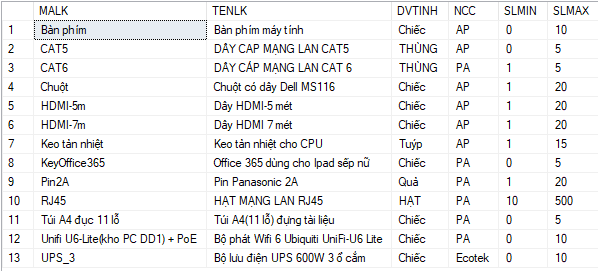 MALK TENLK DVTINH NCC SLMIN SLMAX
1 Bàn phím Bàn phím máy tính Chiếc AP 0 10
2 CAT5 DÂY CAP MẠNG LAN CAT5 THÙNG AP 0 5
3 CAT6 DÂY CÁP MẠNG LAN CAT 6 THÙNG PA 1 5
4 Chuột Chuột có dây Dell MS116 Chiếc AP 1 20
5 HDMI-5m Dây HDMI-5 mét Chiếc AP 1 20
6 HDMI-7m Dây HDMI 7 mét Chiếc AP 1 20
7 Keo tản nhiệt Keo tản nhiệt cho CPU Tuýp AP 1 15
8 KeyOffice365 Office 365 dùng cho Ipad sếp nữ Chiếc PA 0 5
9 Pin2A Pin Panasonic 2A Quả PA 1 20
10 RJ45 HẠT MẠNG LAN RJ45 HẠT PA 10 500
11 Túi A4 đục 11 lỗ Túi A4(11 lỗ) đựng tài liệu Chiếc PA 0 5
12 Unifi U6-Lite(kho PC DD1) + PoE Bộ phát Wifi 6 Ubiquiti UniFi-U6 Lite Chiếc PA 0 10
13 UPS_3 Bộ lưu điện UPS 600W 3 ổ cắm Chiếc Ecotek 0 10